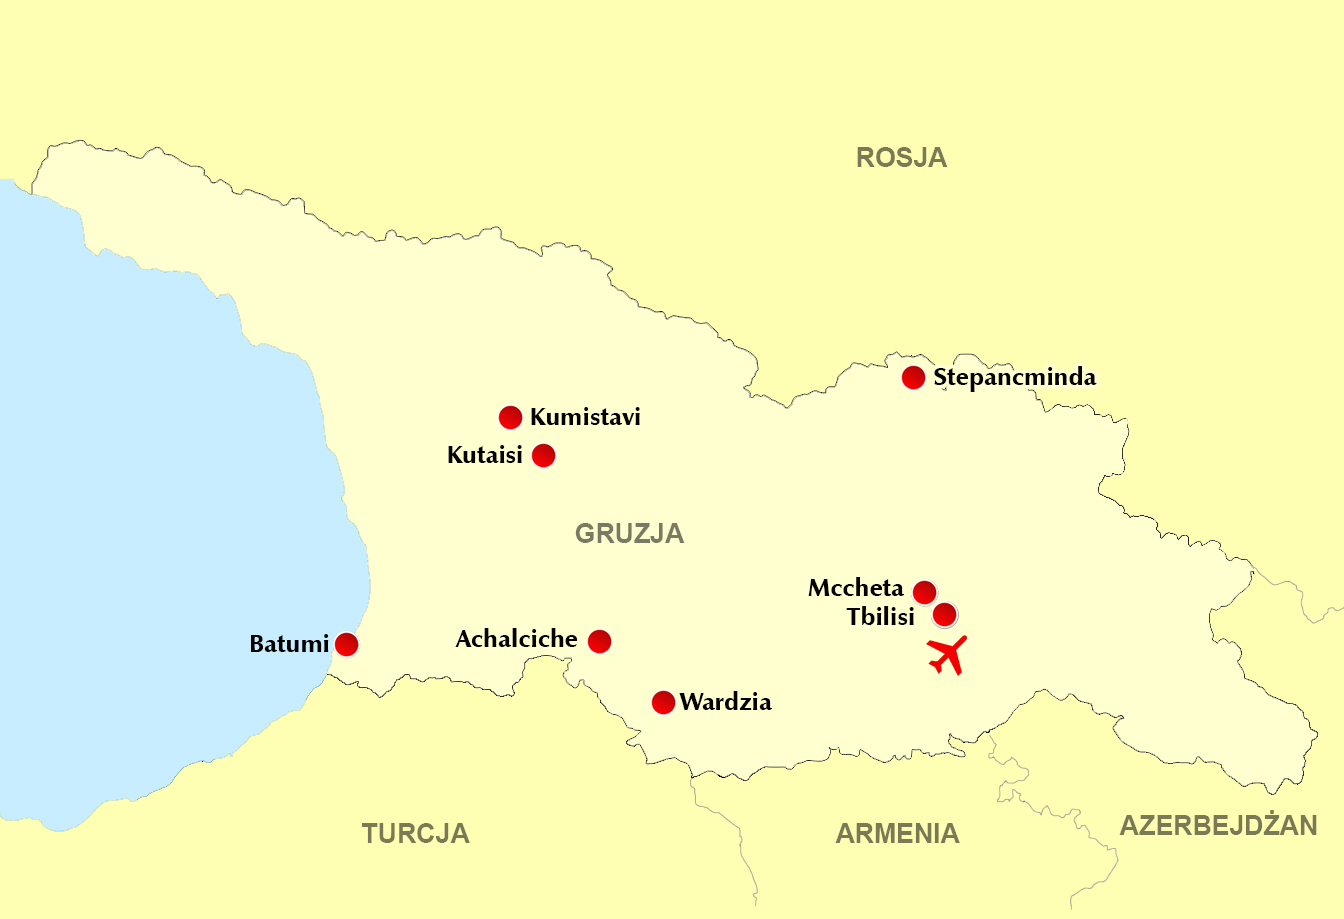 ROSJA
Stepancminda
Kumistavi
Kutaisi
GRUZJA
Mccheta
Tbilisi
Batumi
Achalciche
Wardzia
TURCJA
ARMENIA
AZERBEJDŻAN